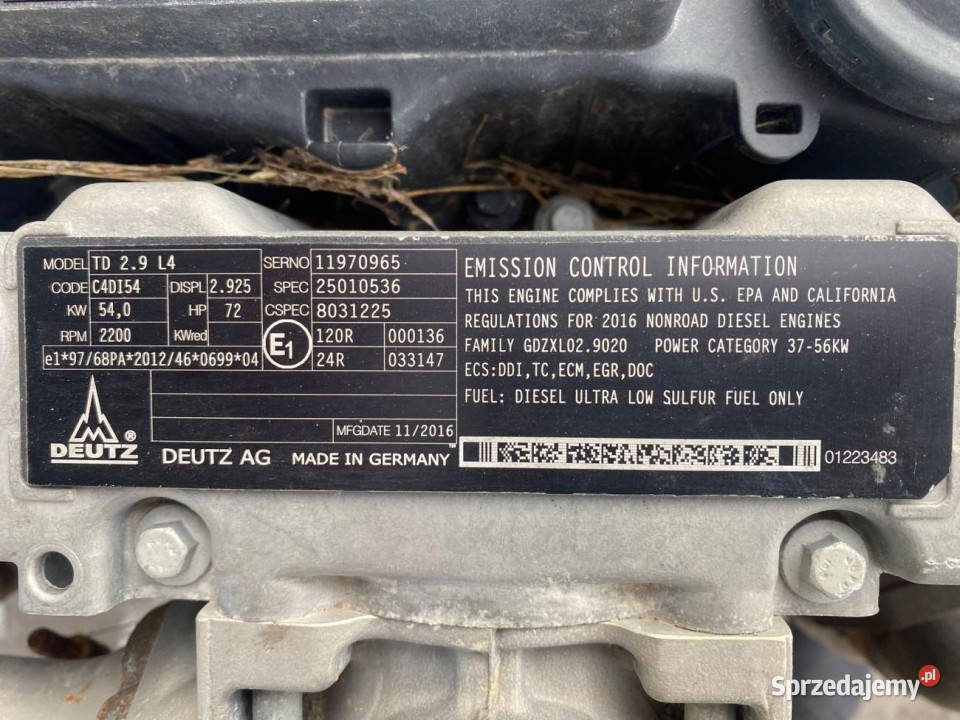 MODEL TD 2.9 L4 SERNO 11970965
CODE C4DI54 DISPL 2.925 SPEC 25010536
KW 54,0 HP 72 CSPEC 8031225
RPM 2200 KWred E1 120R 000136
e1*97/68PA*2012/46*0699*04 24R 033147
MFGDATE 11/2016
DEUTZ ®
DEUTZ AG MADE IN GERMANY
EMISSION CONTROL INFORMATION
THIS ENGINE COMPLIES WITH U.S. EPA AND CALIFORNIA
REGULATIONS FOR 2016 NONROAD DIESEL ENGINES
FAMILY GDZXL02.9020 POWER CATEGORY 37-56KW
ECS:DDI,TC,ECM,EGR,DOC
FUEL: DIESEL ULTRA LOW SULFUR FUEL ONLY
01223483
Sprzedajemy.pl